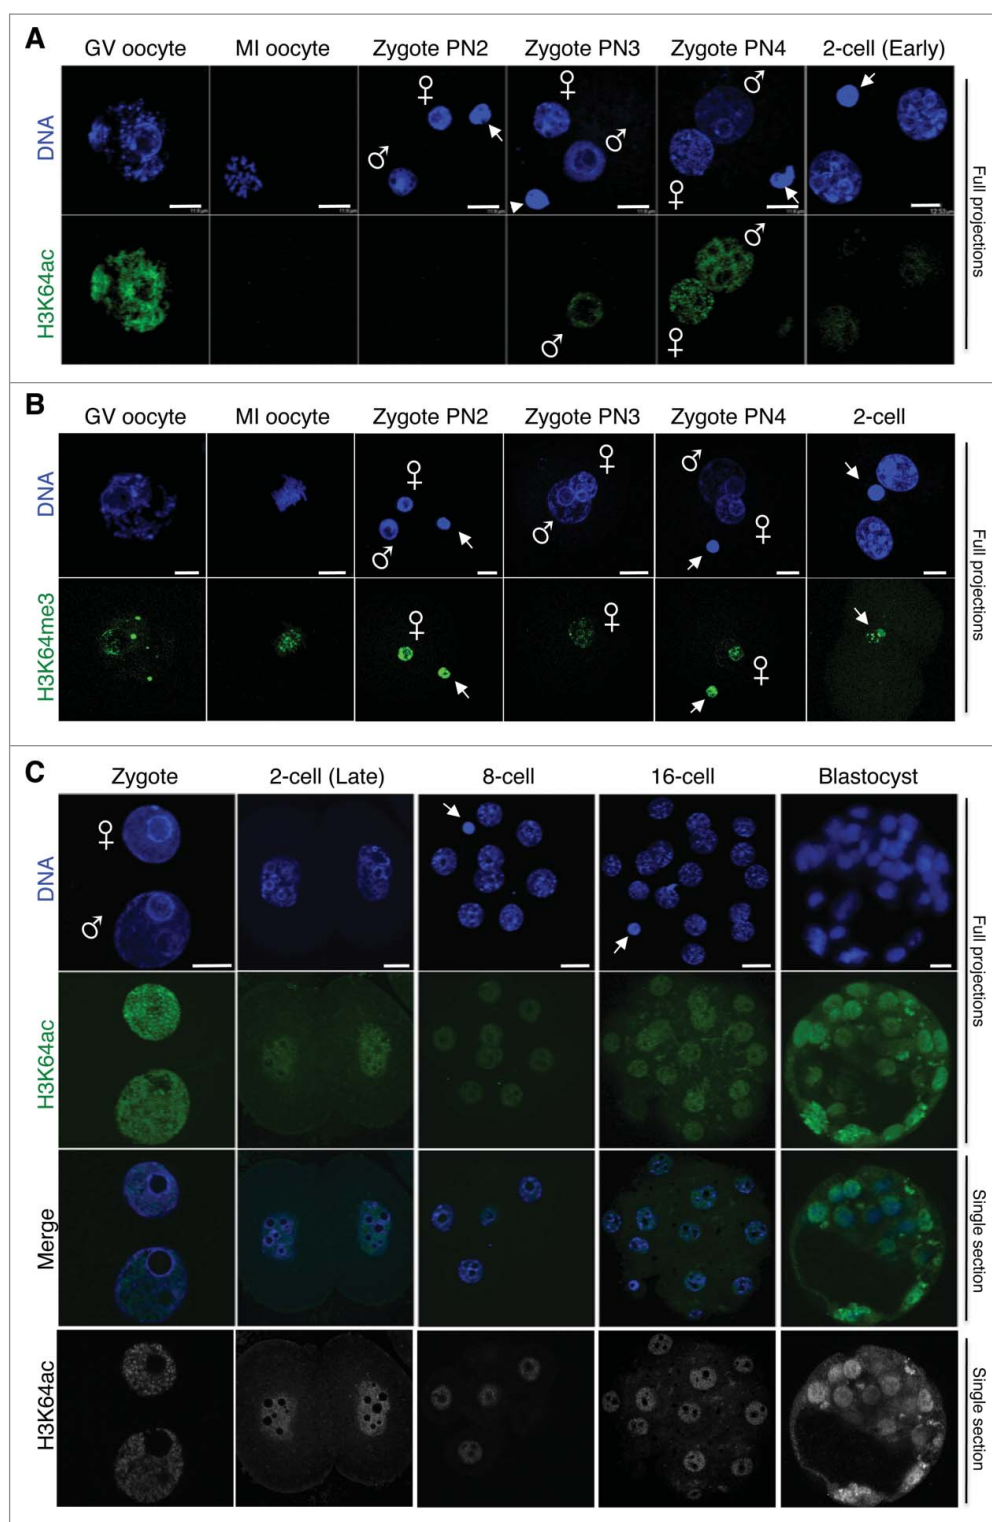 A
GV oocyte MI oocyte Zygote PN2 Zygote PN3 Zygote PN4 2-cell (Early)
DNA
♀ ♀ ♂
♂ ♂ ♀
H3K64ac
♂
♂ ♀
Full projections
B
GV oocyte MI oocyte Zygote PN2 Zygote PN3 Zygote PN4 2-cell
DNA
♀ ♀ ♂
♂ ♂ ♀
H3K64me3
♀ ♀ ♀
Full projections
C
Zygote 2-cell (Late) 8-cell 16-cell Blastocyst
DNA
♀
♂
H3K64ac
Full projections
Merge
Single section
H3K64ac
Single section